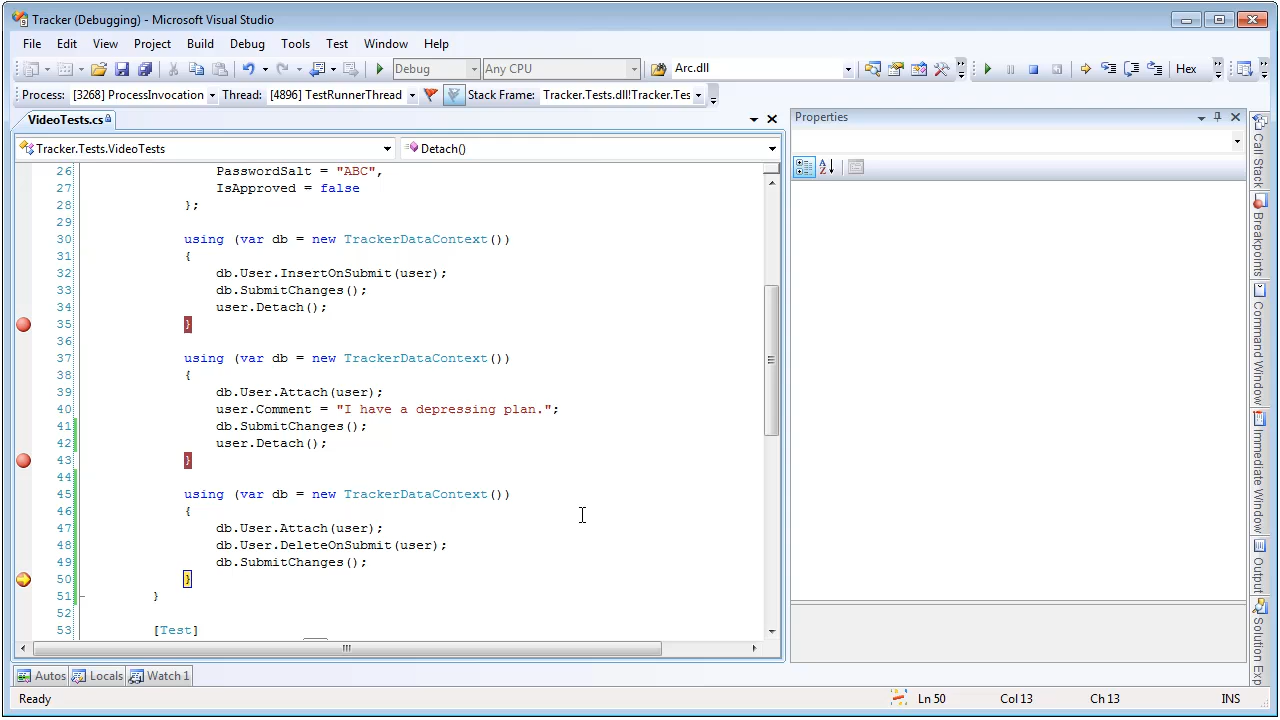 Tracker (Debugging) - Microsoft Visual Studio
File Edit View Project Build Debug Tools Test Window Help
Debug Any CPU Arc.dll Hex
Process: [3268] ProcessInvocation Thread: [4896] TestRunnerThread Stack Frame: Tracker.Tests.dll!Tracker.Tes
VideoTests.cs
Tracker.Tests.VideoTests Detach()
26 PasswordSalt = "ABC",
27 IsApproved = false
28 };
29
30 using (var db = new TrackerDataContext())
31 {
32 db.User.InsertOnSubmit(user);
33 db.SubmitChanges();
34 user.Detach();
35 }
36
37 using (var db = new TrackerDataContext())
38 {
39 db.User.Attach(user);
40 user.Comment = "I have a depressing plan.";
41 db.SubmitChanges();
42 user.Detach();
43 }
44
45 using (var db = new TrackerDataContext())
46 {
47 db.User.Attach(user);
48 db.User.DeleteOnSubmit(user);
49 db.SubmitChanges();
50 }
51 }
52
53 [Test]
Properties
Call Stack
Breakpoints
Command Window
Immediate Window
Output
Solution Exp
Autos Locals Watch 1
Ready Ln 50 Col 13 Ch 13 INS